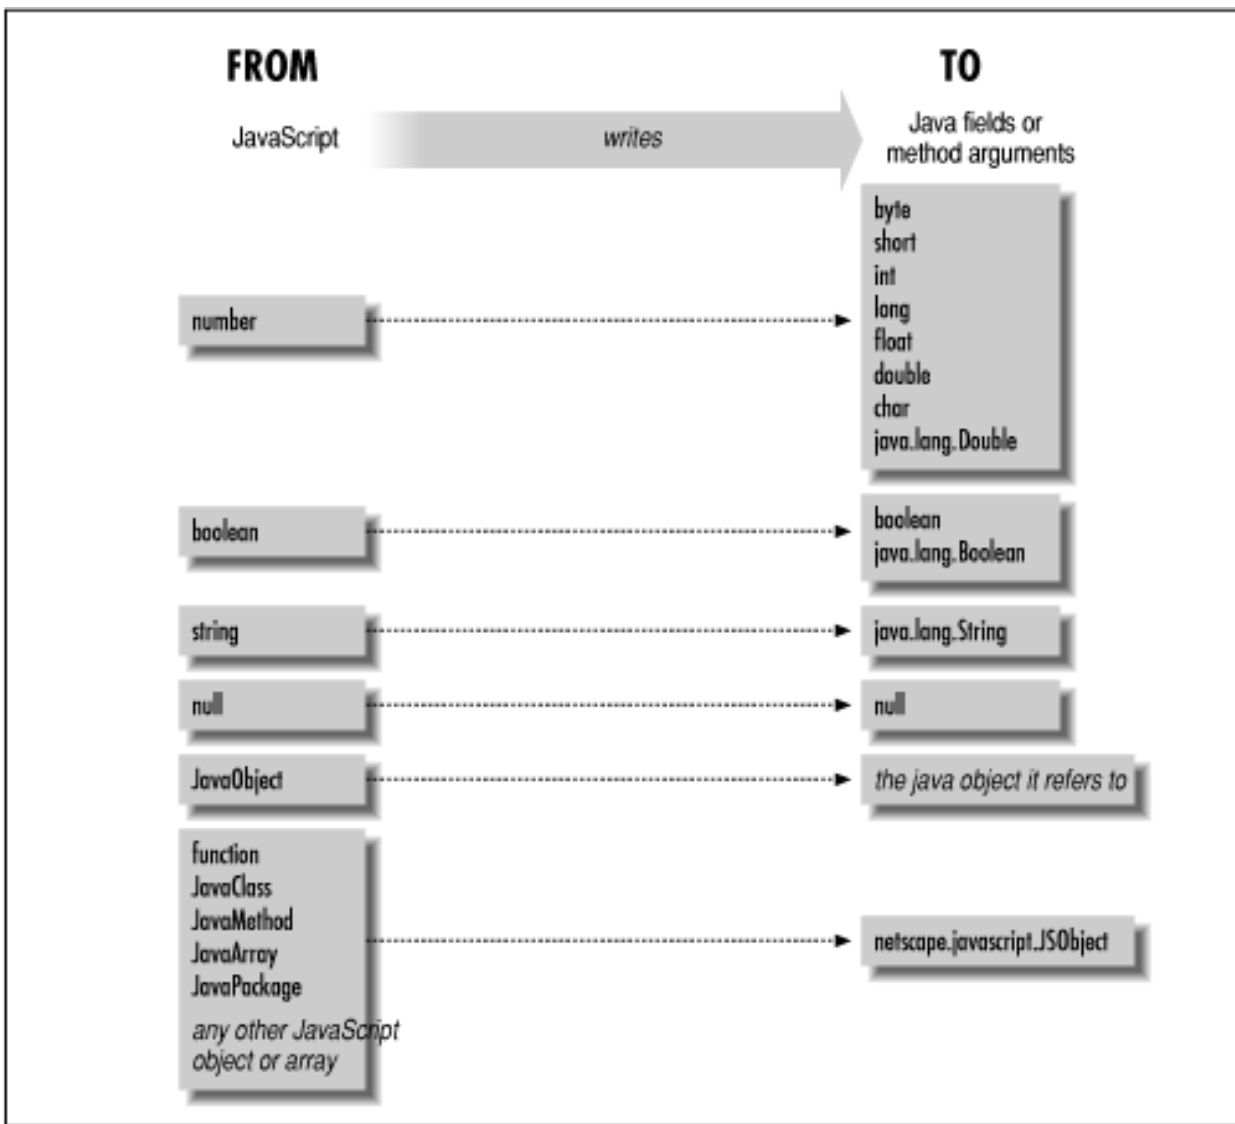 FROM
TO
JavaScript
writes
Java fields or
method arguments
number
byte
short
int
long
float
double
char
java.lang.Double
boolean
boolean
java.lang.Boolean
string
java.lang.String
null
null
JavaObject
the java object it refers to
function
JavaClass
JavaMethod
JavaArray
JavaPackage
any other JavaScript
object or array
netscape.javascript.JSObject